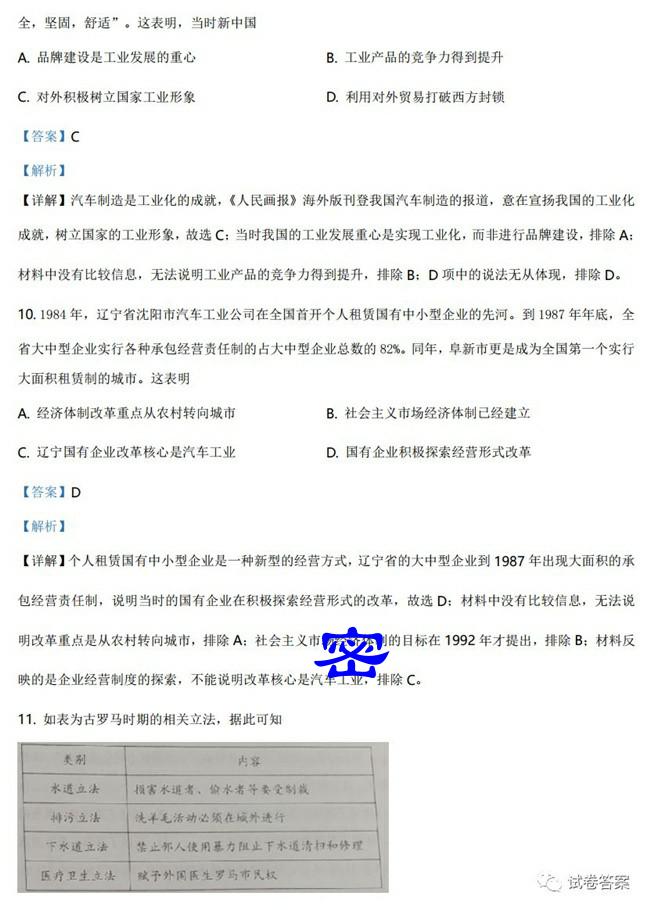 全，坚固，舒适”。这表明，当时新中国
A. 品牌建设是工业发展的重心
B. 工业产品的竞争力得到提升
C. 对外积极树立国家工业形象
D. 利用对外贸易打破西方封锁
【答案】C
【解析】
【详解】汽车制造是工业化的成就，《人民画报》海外版刊登我国汽车制造的报道，意在宣扬我国的工业化
成就，树立国家的工业形象，故选 C；当时我国的工业发展重心是实现工业化，而非进行品牌建设，排除 A；
材料中没有比较信息，无法说明工业产品的竞争力得到提升，排除 B；D 项中的说法无从体现，排除 D。
10. 1984 年，辽宁省沈阳市汽车工业公司在全国首开个人租赁国有中小型企业的先河。到 1987 年年底，全
省大中型企业实行各种承包经营责任制的占大中型企业总数的 82%。同年，阜新市更是成为全国第一个实行
大面积租赁制的城市。这表明
A. 经济体制改革重点从农村转向城市
B. 社会主义市场经济体制已经建立
C. 辽宁国有企业改革核心是汽车工业
D. 国有企业积极探索经营形式改革
【答案】D
【解析】
【详解】个人租赁国有中小型企业是一种新型的经营方式，辽宁省的大中型企业到 1987 年出现大面积的承
包经营责任制，说明当时的国有企业在积极探索经营形式的改革，故选 D；材料中没有比较信息，无法说
明改革重点是从农村转向城市，排除 A；社会主义市 密 制的目标在 1992 年才提出，排除 B；材料反
映的是企业经营制度的探索，不能说明改革核心是汽车工业，排除 C。
11. 如表为古罗马时期的相关立法，据此可知
类别 内容
水道立法 损害水道者、偷水者等要受制裁
排污立法 洗羊毛活动必须在城外进行
下水道立法 禁止邻人使用暴力阻止下水道清扫和修理
医疗卫生立法 赋予外国医生罗马市民权
试卷答案